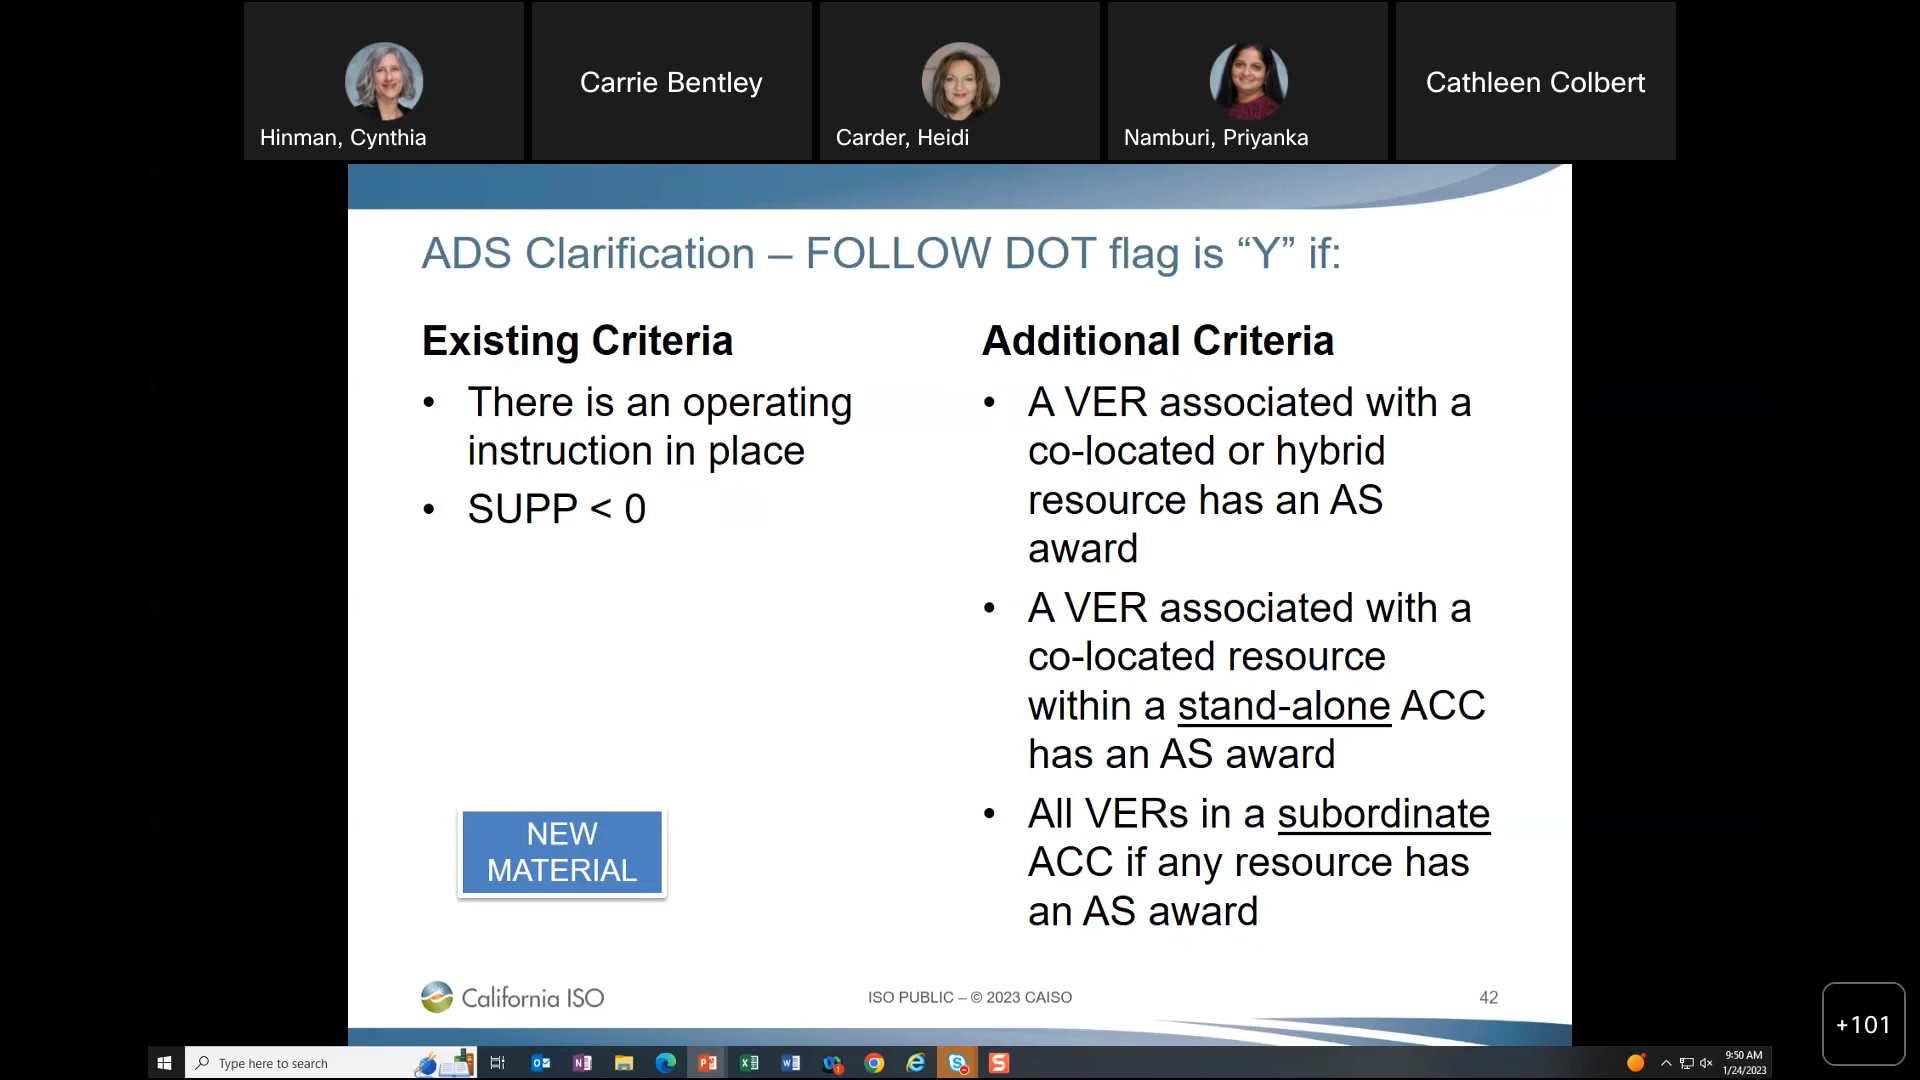 Hinman, Cynthia
Carrie Bentley
Carder, Heidi
Namburi, Priyanka
Cathleen Colbert
ADS Clarification – FOLLOW DOT flag is “Y” if:
Existing Criteria
• There is an operating
instruction in place
• SUPP < 0
Additional Criteria
• A VER associated with a
co-located or hybrid
resource has an AS
award
• A VER associated with a
co-located resource
within a stand-alone ACC
has an AS award
• All VERs in a subordinate
ACC if any resource has
an AS award
NEW
MATERIAL
California ISO
ISO PUBLIC – © 2023 CAISO
42
+101
Type here to search
9:50 AM
1/24/2023